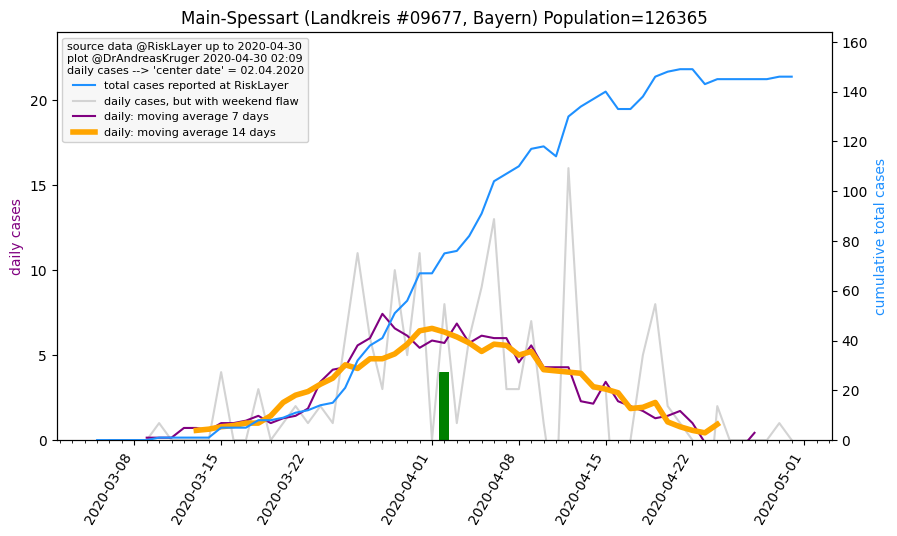 Main-Spessart (Landkreis #09677, Bayern) Population=126365
source data @RiskLayer up to 2020-04-30
plot @DrAndreasKruger 2020-04-30 02:09
daily cases --> 'center date' = 02.04.2020
total cases reported at RiskLayer
daily cases, but with weekend flaw
daily: moving average 7 days
daily: moving average 14 days
daily cases
20
15
10
5
0
160
140
120
100
80
60
40
20
0
cumulative total cases
2020-03-08
2020-03-15
2020-03-22
2020-04-01
2020-04-08
2020-04-15
2020-04-22
2020-05-01